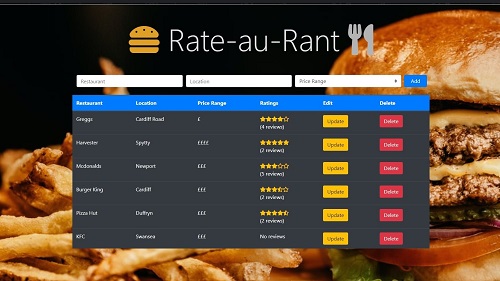 Rate-au-Rant
Restaurant Location Price Range Add
Restaurant Location Price Range Ratings Edit Delete
Greggs Cardiff Road £ (4 reviews) Update Delete
Harvester Spytty ££££ (2 reviews) Update Delete
Mcdonalds Newport £££ (3 reviews) Update Delete
Burger King Cardiff £££ (2 reviews) Update Delete
Pizza Hut Duffryn £££ (2 reviews) Update Delete
KFC Swansea £££ No reviews Update Delete